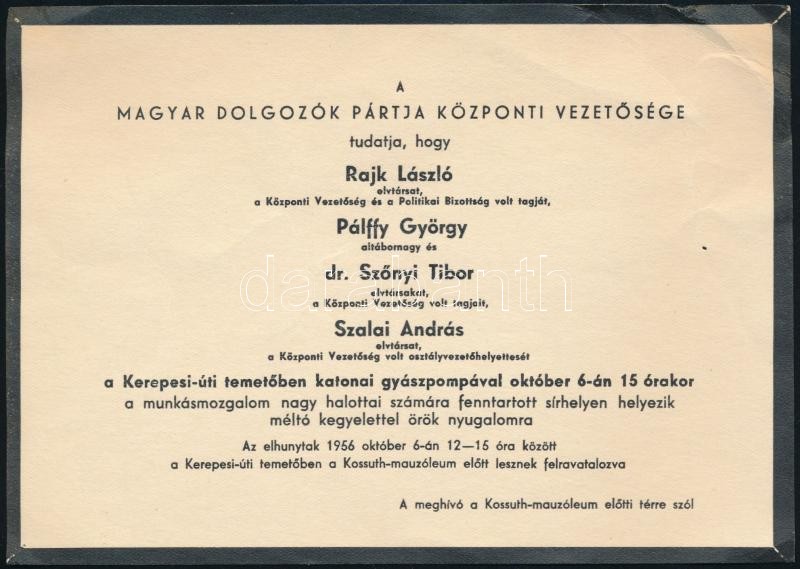 A
MAGYAR DOLGOZÓK PÁRTJA KÖZPONTI VEZETŐSÉGE
tudatja, hogy
Rajk László
elvtársat,
a Központi Vezetőség és a Politikai Bizottság volt tagját,
Pálffy György
altábornagy és
dr. Szőnyi Tibor
elvtársakat,
a Központi Vezetőség volt tagjait,
Szalai András
elvtársat,
a Központi Vezetőség volt osztályvezetőhelyettesét
a Kerepesi-úti temetőben katonai gyászpompával október 6-án 15 órakor
a munkásmozgalom nagy halottai számára fenntartott sírhelyen helyezik
méltó kegyelettel örök nyugalomra
Az elhunytak 1956 október 6-án 12—15 óra között
a Kerepesi-úti temetőben a Kossuth-mauzóleum előtt lesznek felravatalozva
A meghívó a Kossuth-mauzóleum előtti térre szól
darabanth